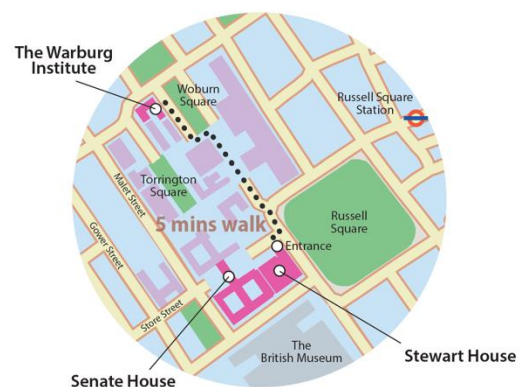 The Warburg
Institute
Woburn
Square
Russell Square
Station
Torrington
Square
Malet Street
Gower Street
5 mins walk
Russell
Square
Entrance
Store Street
The
British Museum
Stewart House
Senate House